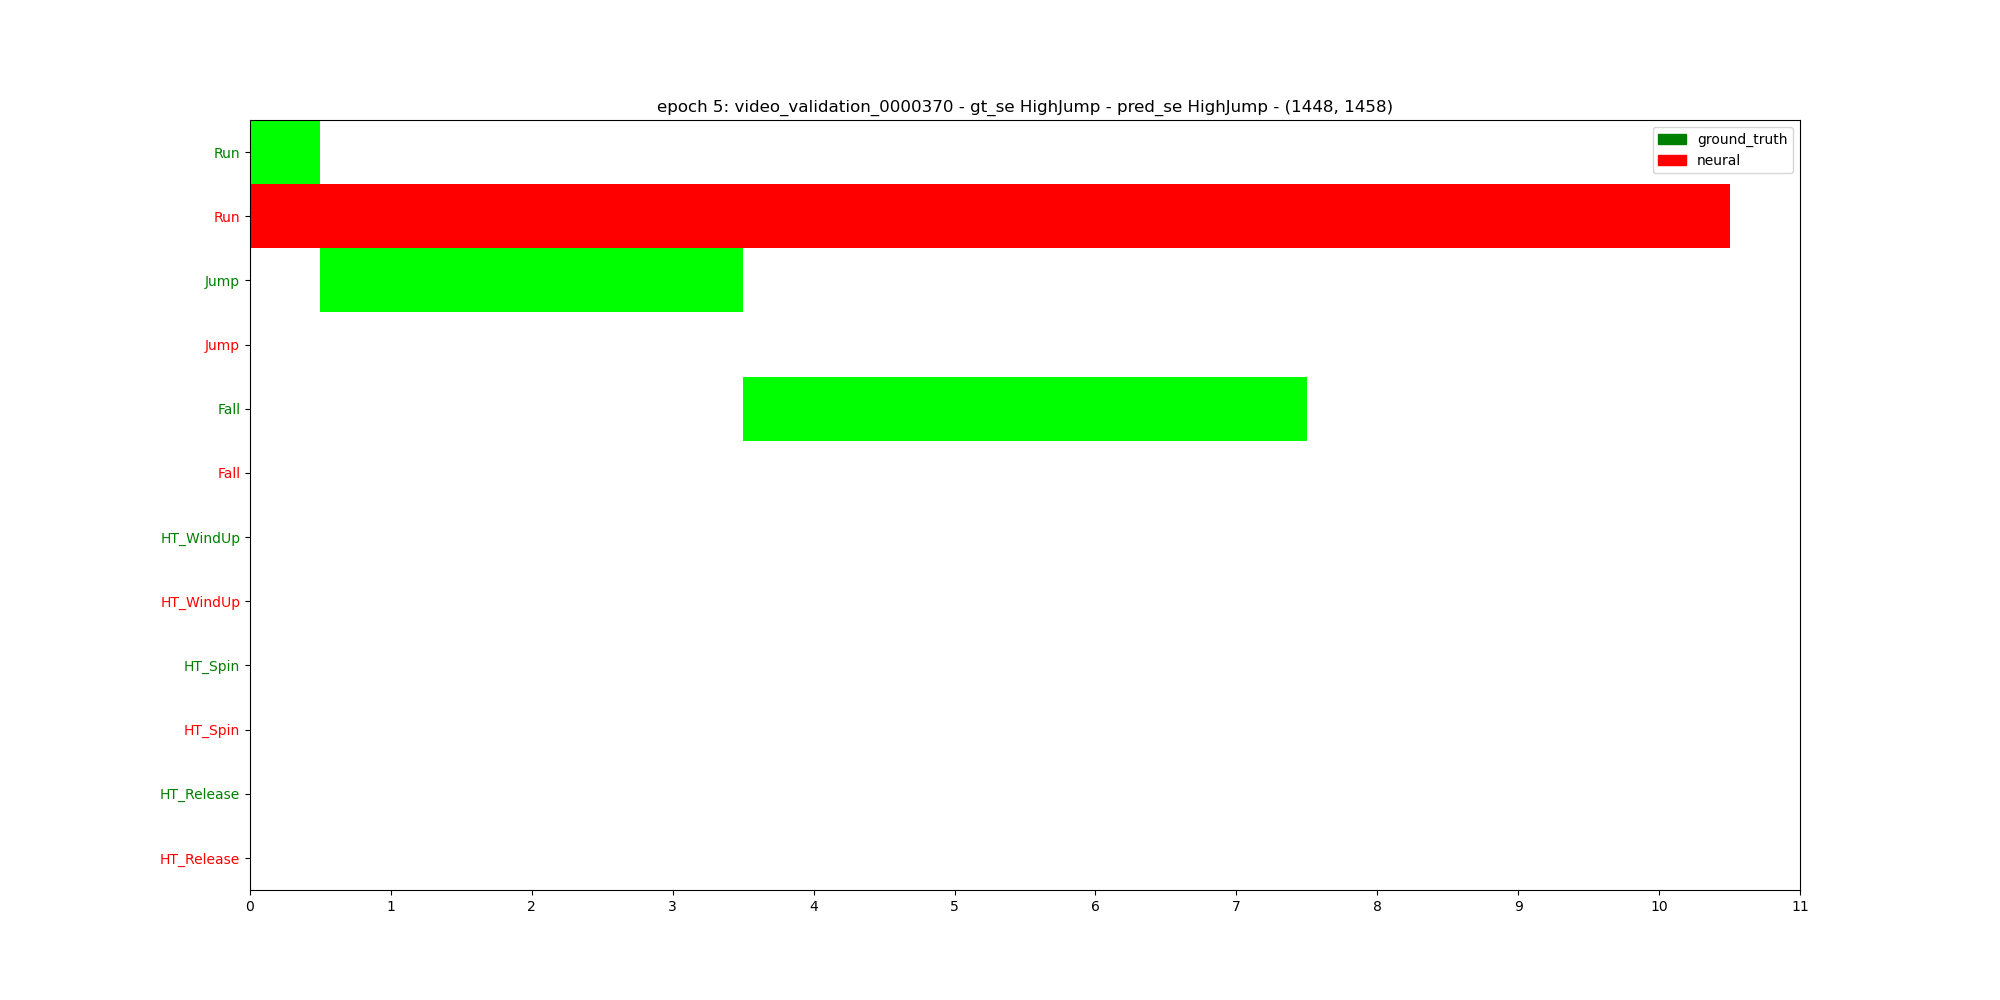 epoch 5: video_validation_0000370 - gt_se HighJump - pred_se HighJump - (1448, 1458)
ground_truth
neural
Run
Run
Jump
Jump
Fall
Fall
HT_WindUp
HT_WindUp
HT_Spin
HT_Spin
HT_Release
HT_Release
0 1 2 3 4 5 6 7 8 9 10 11